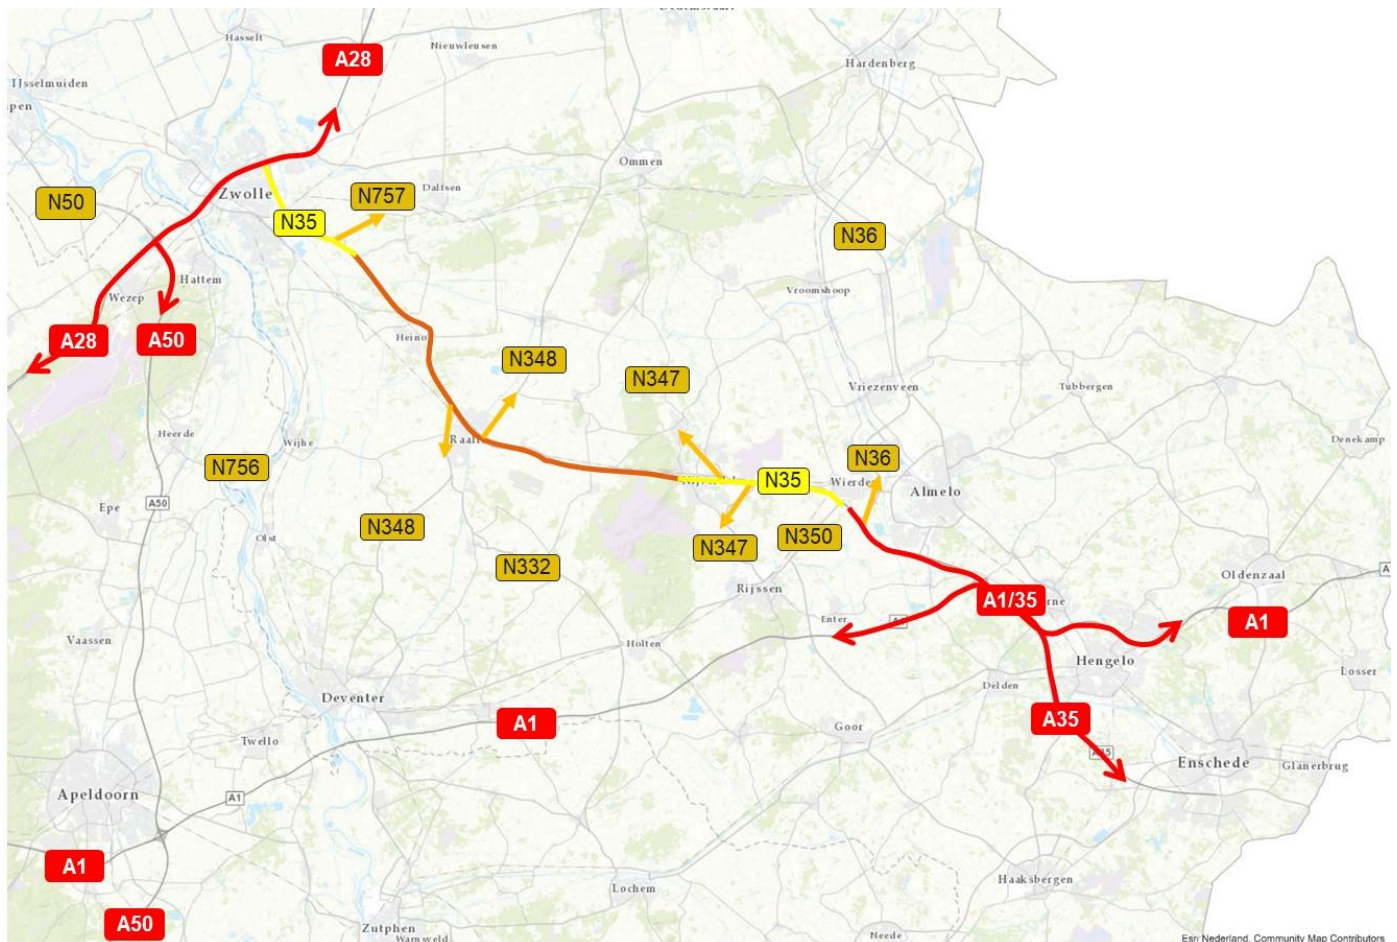 Hasselt
A28
Nieuwleusen
Hardenberg
IJsselmuiden
Ommen
Zwolle
N757
Dalfsen
N50
N35
N36
Hattem
Vroomshoop
Wezep
A28
A50
Heino
N348
N347
Vriezenveen
Tubbergen
Heerde
Wijhe
Denekamp
N756
N36
N35
Wierden
Almelo
A50
Epe
N348
Olst
N347
N350
N332
Oldenzaal
Rijssen
A1/35
Enter
A1
Vaassen
Holten
Hengelo
Losser
Delden
Deventer
A1
A35
Goor
Twello
A35
Enschede
Glanerbrug
Apeldoorn
A1
A1
Haaksbergen
Lochem
A50
Zutphen
Warnsveld
Neede
Esri Nederland, Community Map Contributors